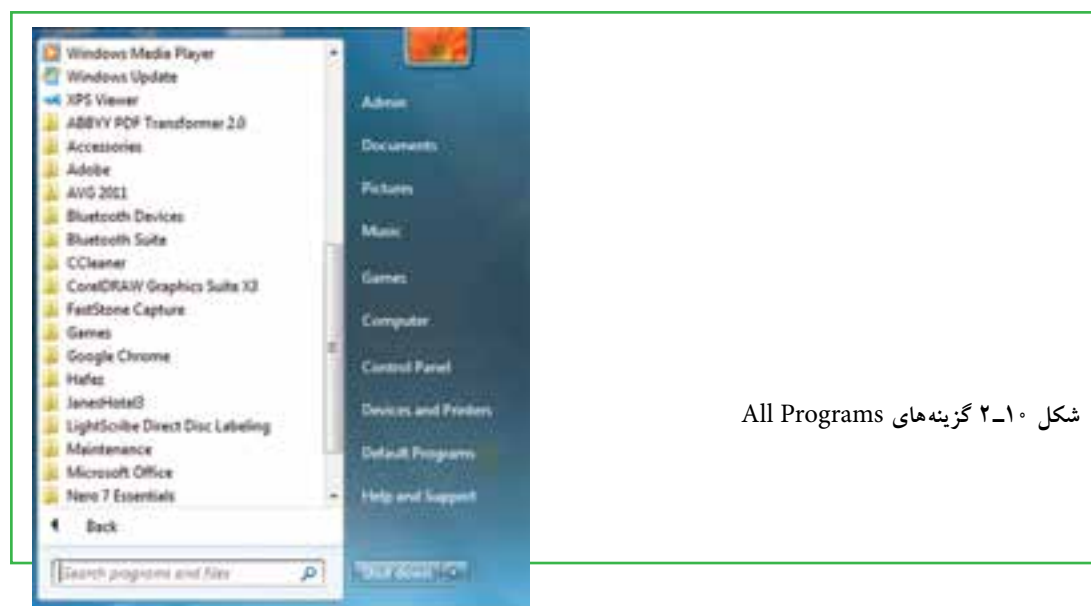 Windows Media Player
Windows Update
XPS Viewer
ABBYY PDF Transformer 2.0
Accessories
Adobe
AVG 2011
Bluetooth Devices
Bluetooth Suite
CCleaner
CorelDRAW Graphics Suite X3
FastStone Capture
Games
Google Chrome
Hafez
JanesHotel3
LightScribe Direct Disc Labeling
Maintenance
Microsoft Office
Nero 7 Essentials
Back
Search programs and files
Admin
Documents
Pictures
Music
Games
Computer
Control Panel
Devices and Printers
Default Programs
Help and Support
Shut down
شکل ۱۰ــ۲ گزینه‌های All Programs